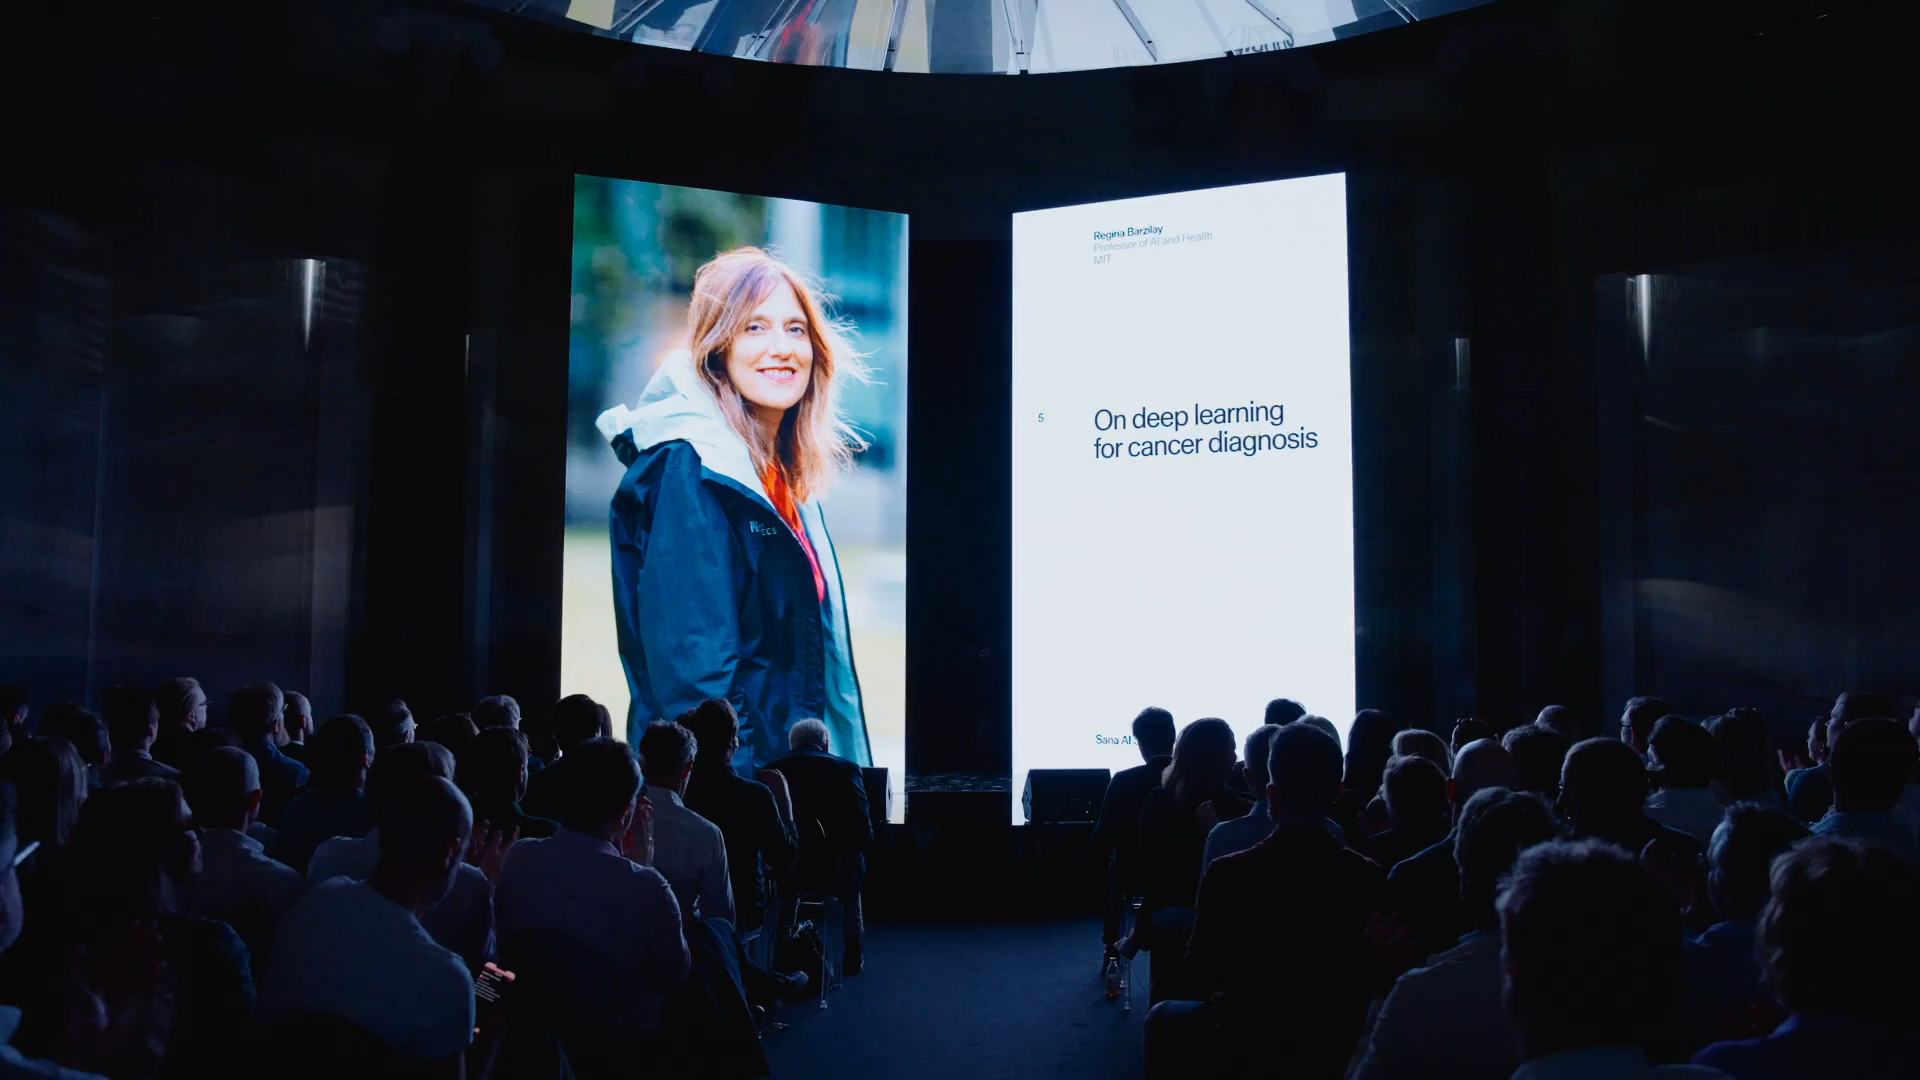 Regina Barzilay
Professor of AI and Health
MIT
5
On deep learning
for cancer diagnosis
Sana AI